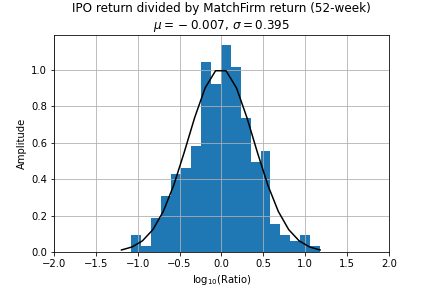 IPO return divided by MatchFirm return (52-week)
μ = −0.007, σ = 0.395
Amplitude
1.0
0.8
0.6
0.4
0.2
0.0
−2.0 −1.5 −1.0 −0.5 0.0 0.5 1.0 1.5 2.0
log₁₀(Ratio)